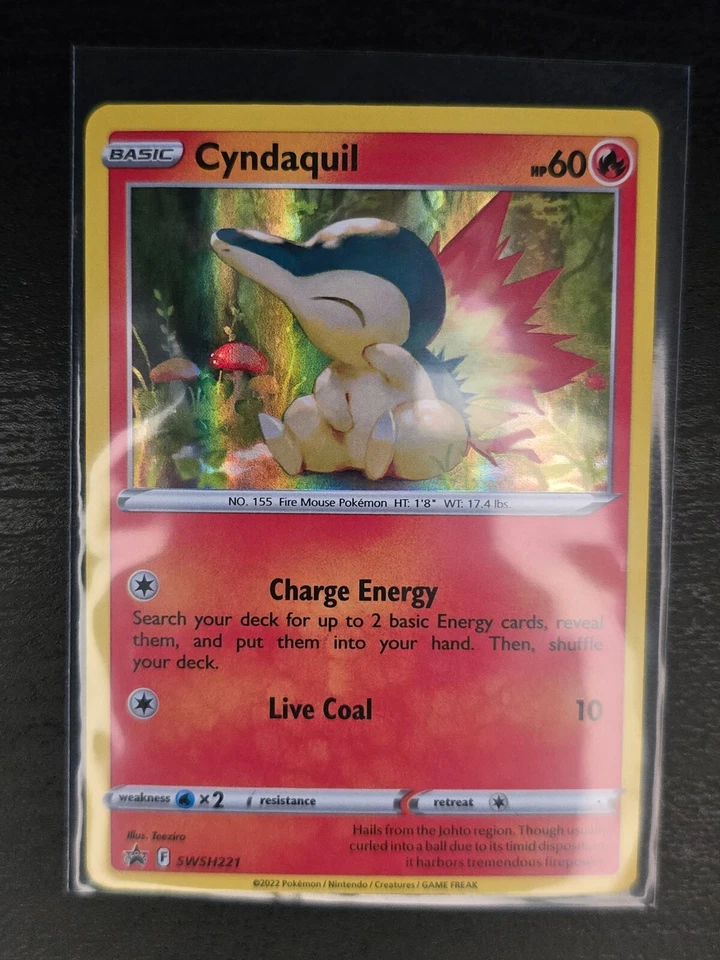 BASIC Cyndaquil HP60
NO. 155 Fire Mouse Pokémon HT: 1'8" WT: 17.4 lbs.
Charge Energy
Search your deck for up to 2 basic Energy cards, reveal
them, and put them into your hand. Then, shuffle
your deck.
Live Coal 10
weakness ×2 resistance retreat
Illus. Teeziro
Hails from the Johto region. Though
curled into a ball due to its timid
it harbors tremendous
F SWSH221
©2022 Pokémon / Nintendo / Creatures / GAME FREAK